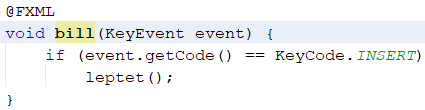 @FXML
void bill(KeyEvent event) {
    if (event.getCode() == KeyCode.INSERT)
        leptet();
}